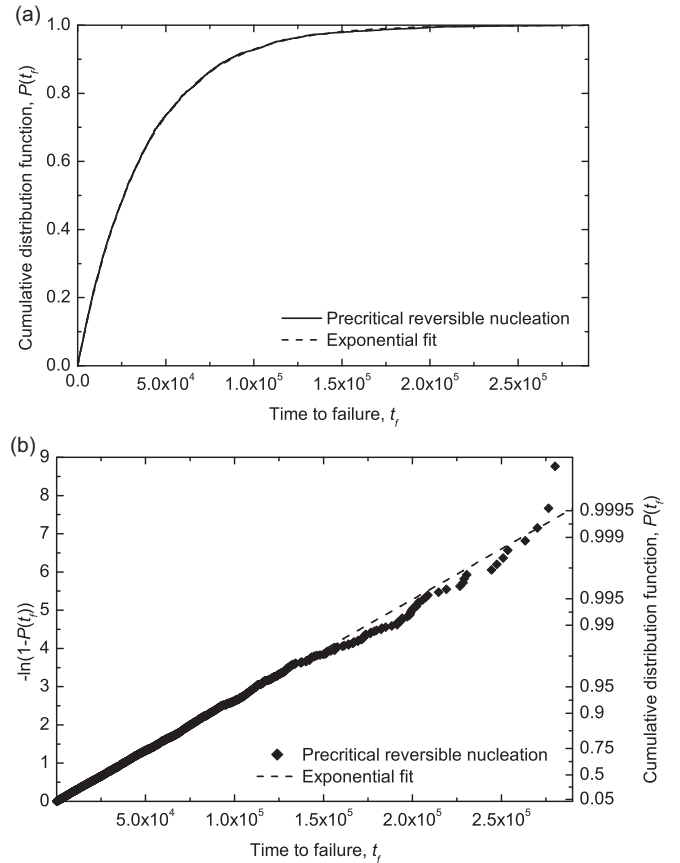 (a)
Cumulative distribution function, P(t_f)
1.0
0.8
0.6
0.4
0.2
0.0
Precritical reversible nucleation
Exponential fit
0.0 5.0x10^4 1.0x10^5 1.5x10^5 2.0x10^5 2.5x10^5
Time to failure, t_f
(b)
-ln(1-P(t_f))
9
8
7
6
5
4
3
2
1
0
Cumulative distribution function, P(t_f)
0.9995
0.999
0.995
0.99
0.95
0.9
0.75
0.5
0.05
Precritical reversible nucleation
Exponential fit
5.0x10^4 1.0x10^5 1.5x10^5 2.0x10^5 2.5x10^5
Time to failure, t_f